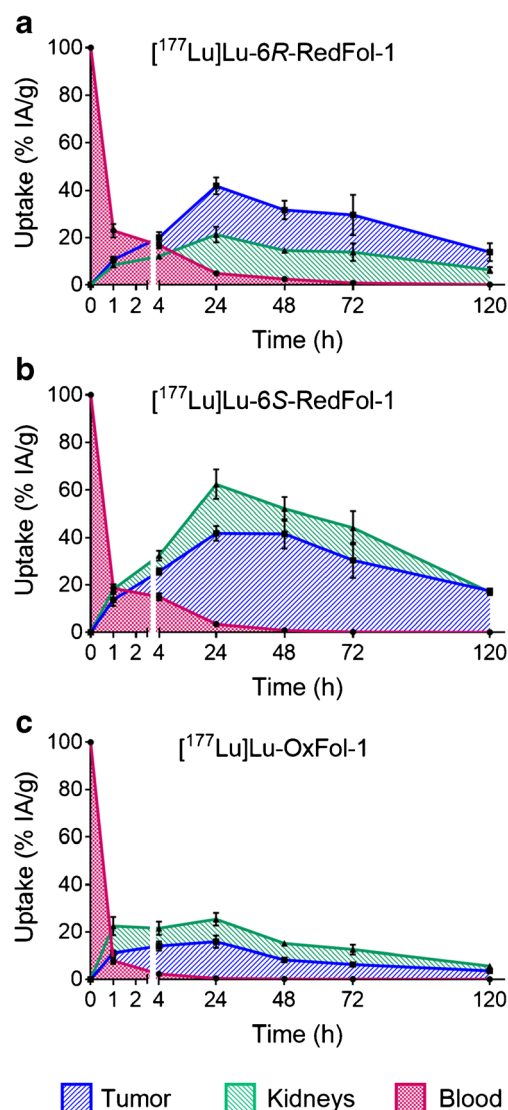 a
[¹⁷⁷Lu]Lu-6R-RedFol-1
Uptake (% IA/g)
100
80
60
40
20
0
0 1 2 4 24 48 72 120
Time (h)
b
[¹⁷⁷Lu]Lu-6S-RedFol-1
Uptake (% IA/g)
100
80
60
40
20
0
0 1 2 4 24 48 72 120
Time (h)
c
[¹⁷⁷Lu]Lu-OxFol-1
Uptake (% IA/g)
100
80
60
40
20
0
0 1 2 4 24 48 72 120
Time (h)
Tumor Kidneys Blood